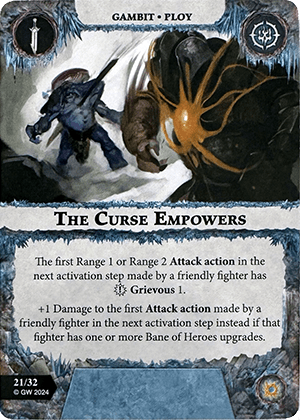 GAMBIT • PLOY
THE CURSE EMPOWERS
The first Range 1 or Range 2 Attack action in the
next activation step made by a friendly fighter has
Grievous 1.
+1 Damage to the first Attack action made by a
friendly fighter in the next activation step instead if that
fighter has one or more Bane of Heroes upgrades.
21/32
© GW 2024